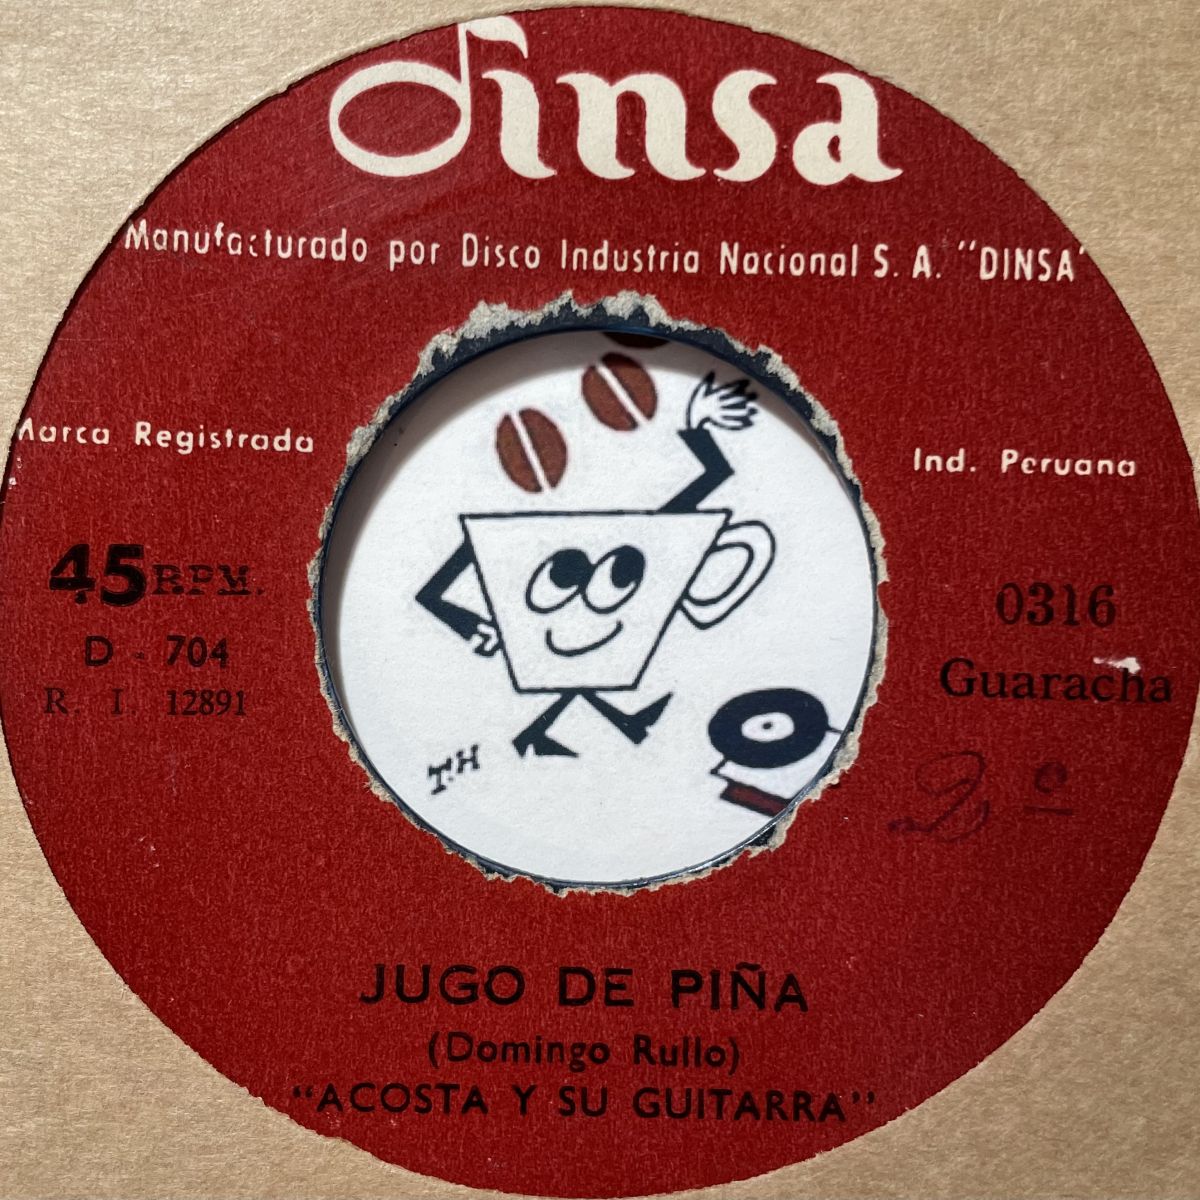 dinsa
Manufacturado por Disco Industria Nacional S. A. "DINSA"
Marca Registrada
Ind. Peruana
45 R.P.M.
D - 704
R. I. 12891
0316
Guaracha
2º
T.H
JUGO DE PIÑA
(Domingo Rullo)
"ACOSTA Y SU GUITARRA"